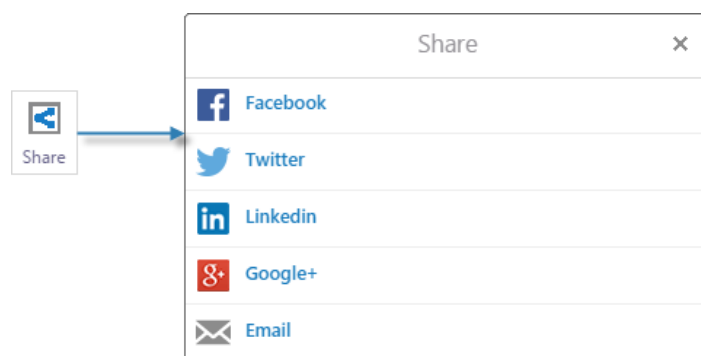 Share
×
Share
Facebook
Twitter
Linkedin
Google+
Email